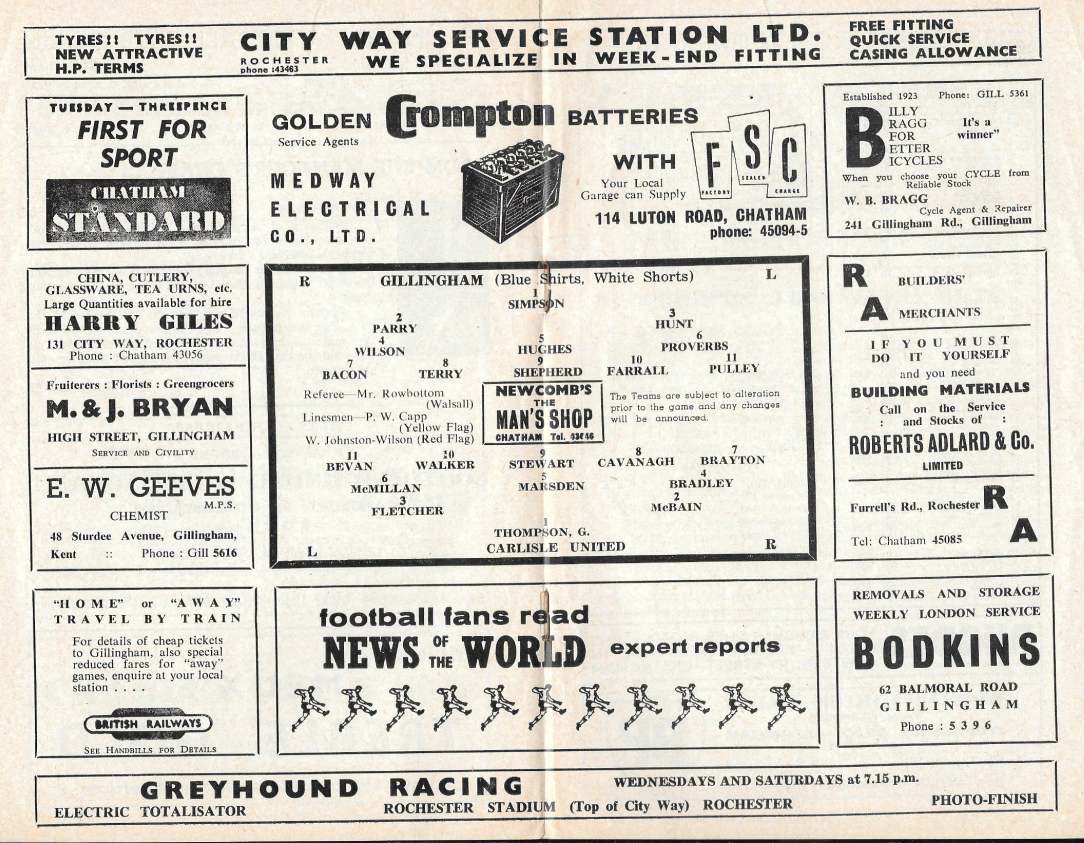 TYRES!! TYRES!!
NEW ATTRACTIVE
H.P. TERMS
CITY WAY SERVICE STATION LTD.
ROCHESTER
phone :43463
WE SPECIALIZE IN WEEK-END FITTING
FREE FITTING
QUICK SERVICE
CASING ALLOWANCE
TUESDAY — THREEPENCE
FIRST FOR
SPORT
CHATHAM
STANDARD
GOLDEN Crompton BATTERIES
Service Agents
MEDWAY
ELECTRICAL
CO., LTD.
WITH
FSC
FACTORY SEALED CHARGE
Your Local
Garage can Supply
114 LUTON ROAD, CHATHAM
phone: 45094-5
Established 1923 Phone: GILL 5361
BILLY
RAGG
FOR
ETTER
ICYCLES
It's a
winner"
When you choose your CYCLE from
Reliable Stock
W. B. BRAGG
Cycle Agent & Repairer
241 Gillingham Rd., Gillingham
CHINA, CUTLERY,
GLASSWARE, TEA URNS, etc.
Large Quantities available for hire
HARRY GILES
131 CITY WAY, ROCHESTER
Phone : Chatham 43056
Fruiterers : Florists : Greengrocers
M. & J. BRYAN
HIGH STREET, GILLINGHAM
SERVICE AND CIVILITY
E. W. GEEVES
M.P.S.
CHEMIST
48 Sturdee Avenue, Gillingham,
Kent :: Phone : Gill 5616
R GILLINGHAM (Blue Shirts, White Shorts) L
1
SIMPSON
2 3
PARRY HUNT
4 5 6
WILSON HUGHES PROVERBS
7 8 9 10 11
BACON TERRY SHEPHERD FARRALL PULLEY
Referee—Mr. Rowbottom
(Walsall)
Linesmen—P. W. Capp
(Yellow Flag)
W. Johnston-Wilson (Red Flag)
NEWCOMB'S
THE
MAN'S SHOP
CHATHAM Tel. 43646
The Teams are subject to alteration
prior to the game and any changes
will be announced.
11 10 9 8 7
BEVAN WALKER STEWART CAVANAGH BRAYTON
6 5 4
McMILLAN MARSDEN BRADLEY
3 2
FLETCHER McBAIN
1
THOMPSON, G.
L CARLISLE UNITED R
R
A
BUILDERS'
MERCHANTS
IF YOU MUST
DO IT YOURSELF
and you need
BUILDING MATERIALS
Call on the Service
: and Stocks of :
ROBERTS ADLARD & Co.
LIMITED
Furrell's Rd., Rochester R
A
Tel: Chatham 45085
"HOME" or "AWAY"
TRAVEL BY TRAIN
For details of cheap tickets
to Gillingham, also special
reduced fares for "away"
games, enquire at your local
station . . . .
BRITISH RAILWAYS
SEE HANDBILLS FOR DETAILS
football fans read
NEWS OF THE WORLD expert reports
REMOVALS AND STORAGE
WEEKLY LONDON SERVICE
BODKINS
62 BALMORAL ROAD
GILLINGHAM
Phone : 5396
GREYHOUND RACING
WEDNESDAYS AND SATURDAYS at 7.15 p.m.
ELECTRIC TOTALISATOR
ROCHESTER STADIUM (Top of City Way) ROCHESTER
PHOTO-FINISH